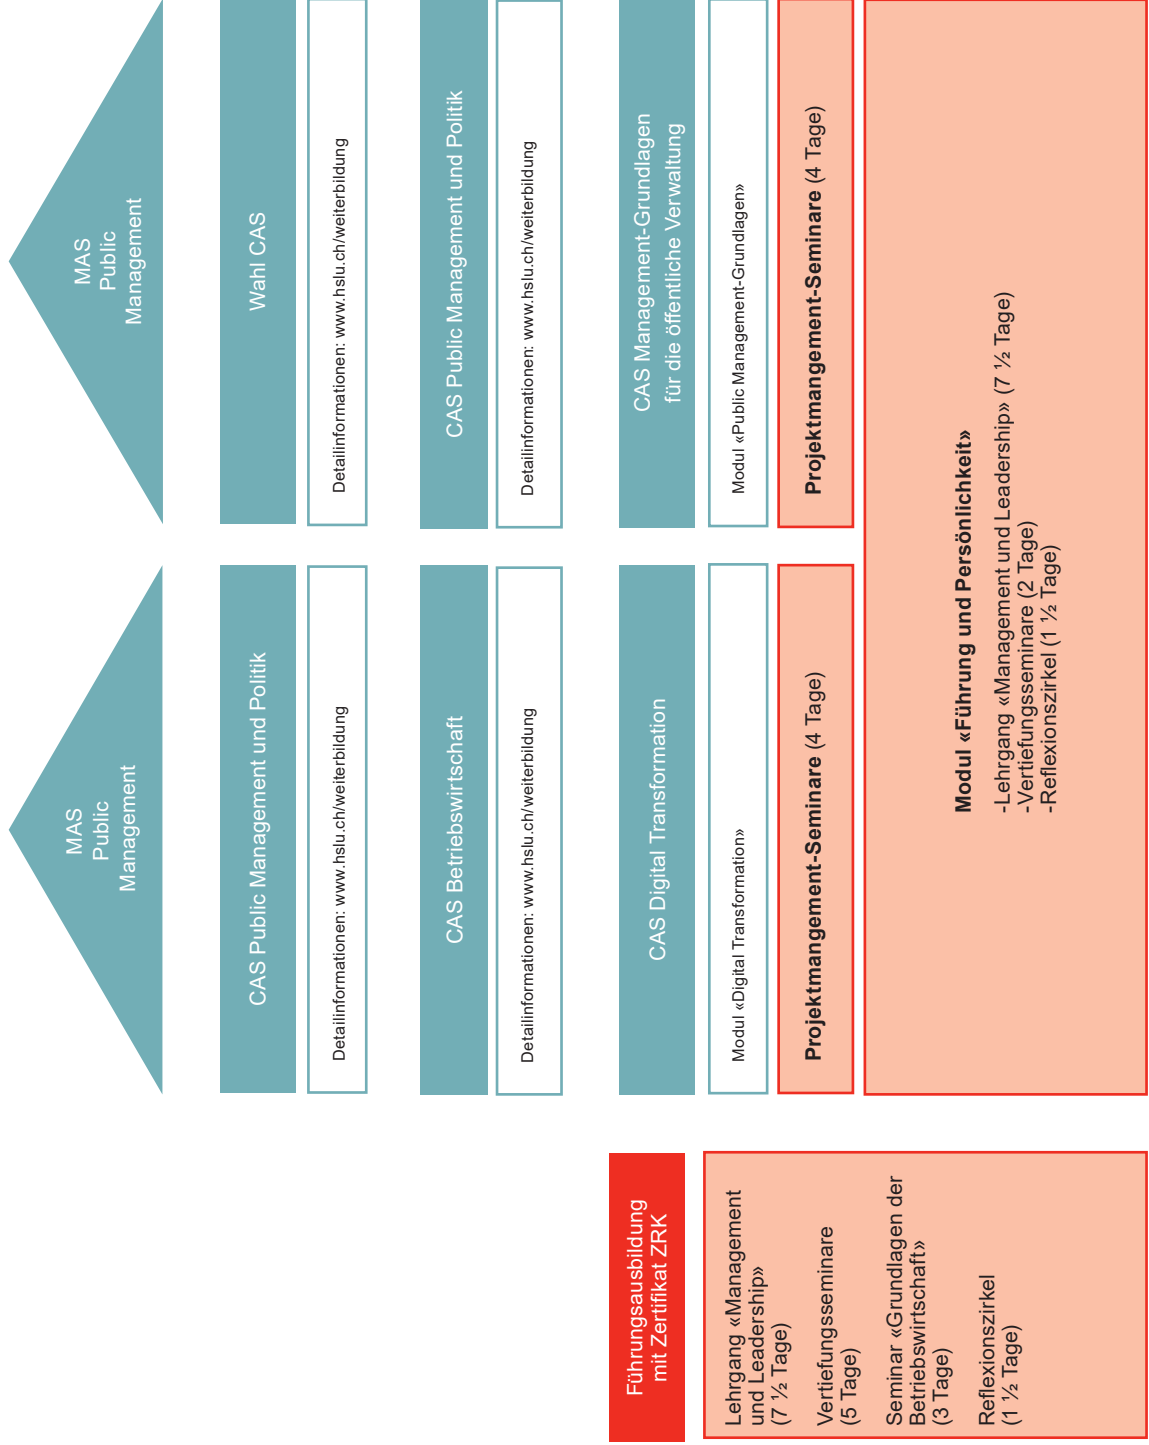 Führungsausbildung
mit Zertifikat ZRK
Lehrgang «Management
und Leadership»
(7 ½ Tage)
Vertiefungsseminare
(5 Tage)
Seminar «Grundlagen der
Betriebswirtschaft»
(3 Tage)
Reflexionszirkel
(1 ½ Tage)
MAS
Public
Management
CAS Public Management und Politik
Detailinformationen: www.hslu.ch/weiterbildung
CAS Betriebswirtschaft
Detailinformationen: www.hslu.ch/weiterbildung
CAS Digital Transformation
Modul «Digital Transformation»
Projektmangement-Seminare (4 Tage)
MAS
Public
Management
Wahl CAS
Detailinformationen: www.hslu.ch/weiterbildung
CAS Public Management und Politik
Detailinformationen: www.hslu.ch/weiterbildung
CAS Management-Grundlagen
für die öffentliche Verwaltung
Modul «Public Management-Grundlagen»
Projektmangement-Seminare (4 Tage)
Modul «Führung und Persönlichkeit»
-Lehrgang «Management und Leadership» (7 ½ Tage)
-Vertiefungsseminare (2 Tage)
-Reflexionszirkel (1 ½ Tage)